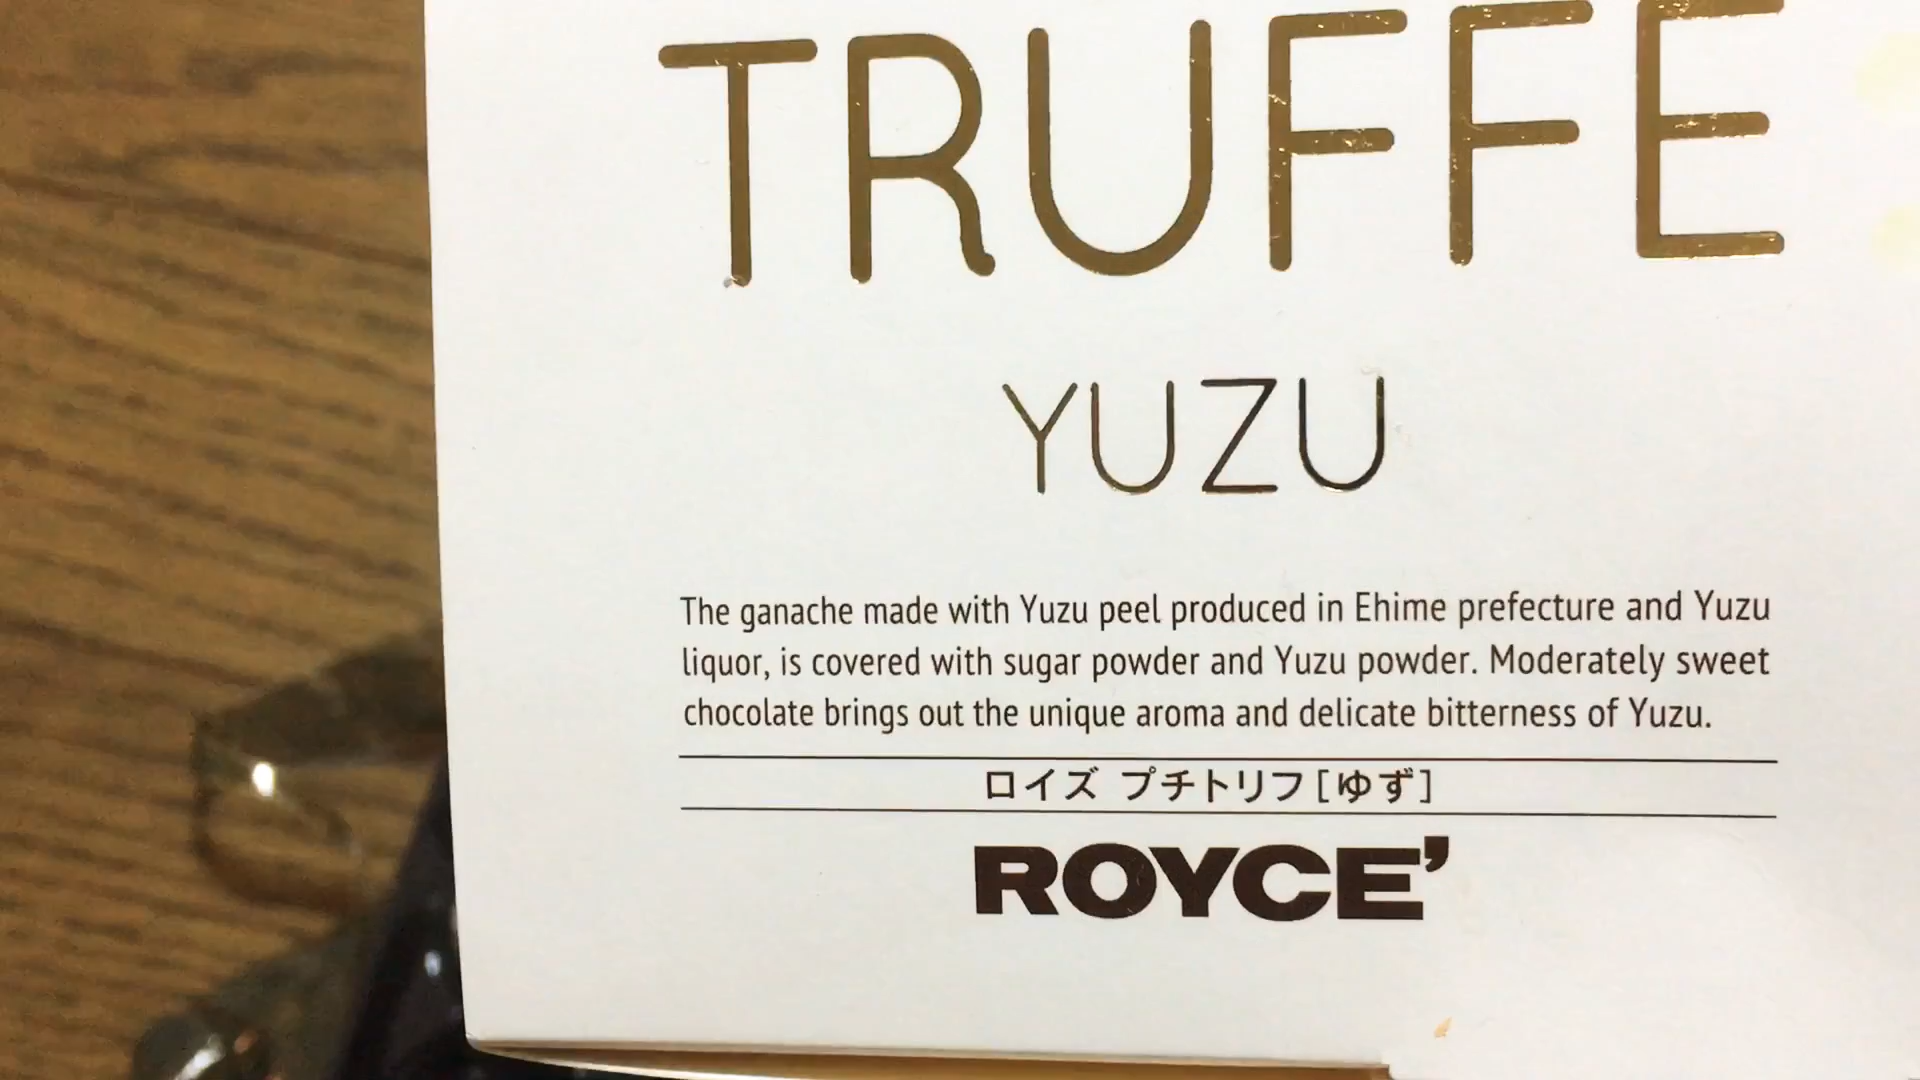 TRUFFE
YUZU
The ganache made with Yuzu peel produced in Ehime prefecture and Yuzu
liquor, is covered with sugar powder and Yuzu powder. Moderately sweet
chocolate brings out the unique aroma and delicate bitterness of Yuzu.
ロイズ プチトリフ[ゆず]
ROYCE'